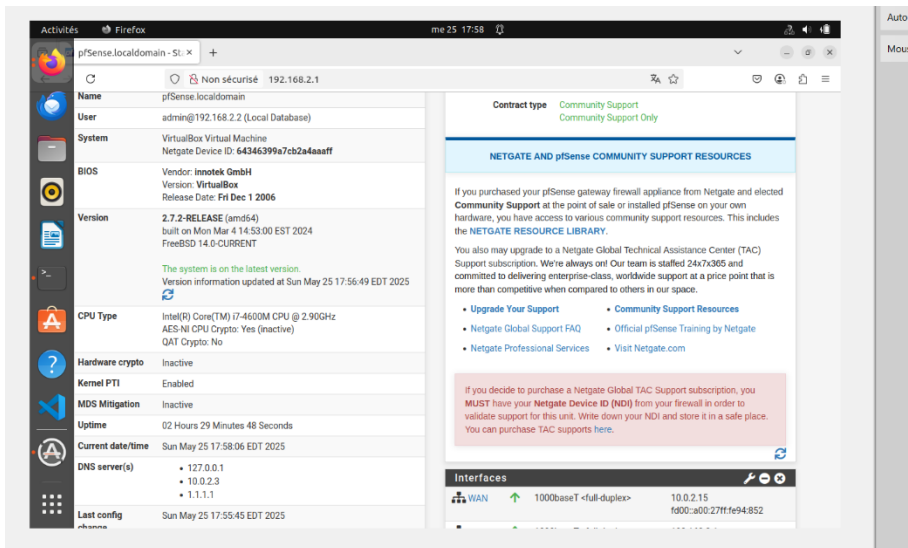 Activités
Firefox
me 25 17:58
pfSense.localdomain - St
Non sécurisé 192.168.2.1
Name pfSense.localdomain
User admin@192.168.2.2 (Local Database)
System VirtualBox Virtual Machine
Netgate Device ID: 64346399a7cb2a4aaaff
BIOS Vendor: innotek GmbH
Version: VirtualBox
Release Date: Fri Dec 1 2006
Version 2.7.2-RELEASE (amd64)
built on Mon Mar 4 14:53:00 EST 2024
FreeBSD 14.0-CURRENT
The system is on the latest version.
Version information updated at Sun May 25 17:56:49 EDT 2025
CPU Type Intel(R) Core(TM) i7-4600M CPU @ 2.90GHz
AES-NI CPU Crypto: Yes (inactive)
QAT Crypto: No
Hardware crypto Inactive
Kernel PTI Enabled
MDS Mitigation Inactive
Uptime 02 Hours 29 Minutes 48 Seconds
Current date/time Sun May 25 17:58:06 EDT 2025
DNS server(s)
• 127.0.0.1
• 10.0.2.3
• 1.1.1.1
Last config Sun May 25 17:55:45 EDT 2025
Contract type Community Support
Community Support Only
NETGATE AND pfSense COMMUNITY SUPPORT RESOURCES
If you purchased your pfSense gateway firewall appliance from Netgate and elected
Community Support at the point of sale or installed pfSense on your own
hardware, you have access to various community support resources. This includes
the NETGATE RESOURCE LIBRARY.
You also may upgrade to a Netgate Global Technical Assistance Center (TAC)
Support subscription. We're always on! Our team is staffed 24x7x365 and
committed to delivering enterprise-class, worldwide support at a price point that is
more than competitive when compared to others in our space.
• Upgrade Your Support • Community Support Resources
• Netgate Global Support FAQ • Official pfSense Training by Netgate
• Netgate Professional Services • Visit Netgate.com
If you decide to purchase a Netgate Global TAC Support subscription, you
MUST have your Netgate Device ID (NDI) from your firewall in order to
validate support for this unit. Write down your NDI and store it in a safe place.
You can purchase TAC supports here.
Interfaces
WAN 1000baseT <full-duplex> 10.0.2.15
fd00::a00:27ff:fe94:852
Auto
Mous